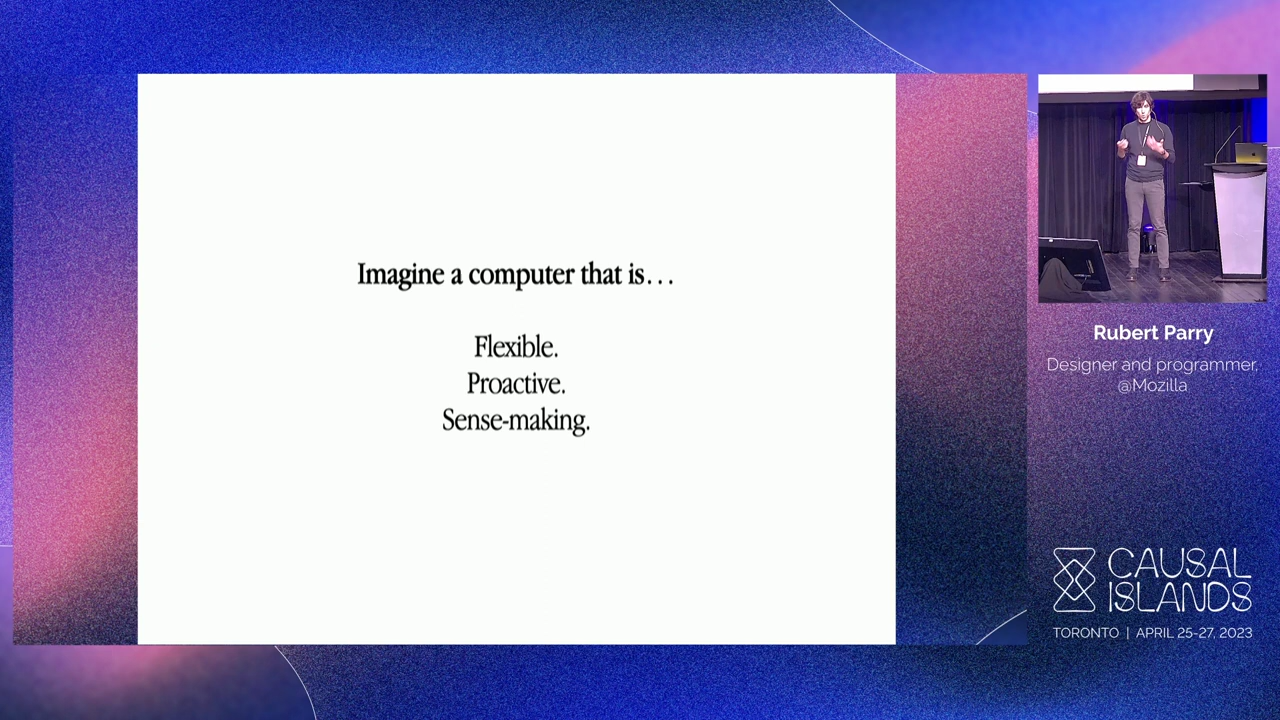 Imagine a computer that is...
Flexible.
Proactive.
Sense-making.
Rubert Parry
Designer and programmer,
@Mozilla
CAUSAL
ISLANDS
TORONTO | APRIL 25-27, 2023